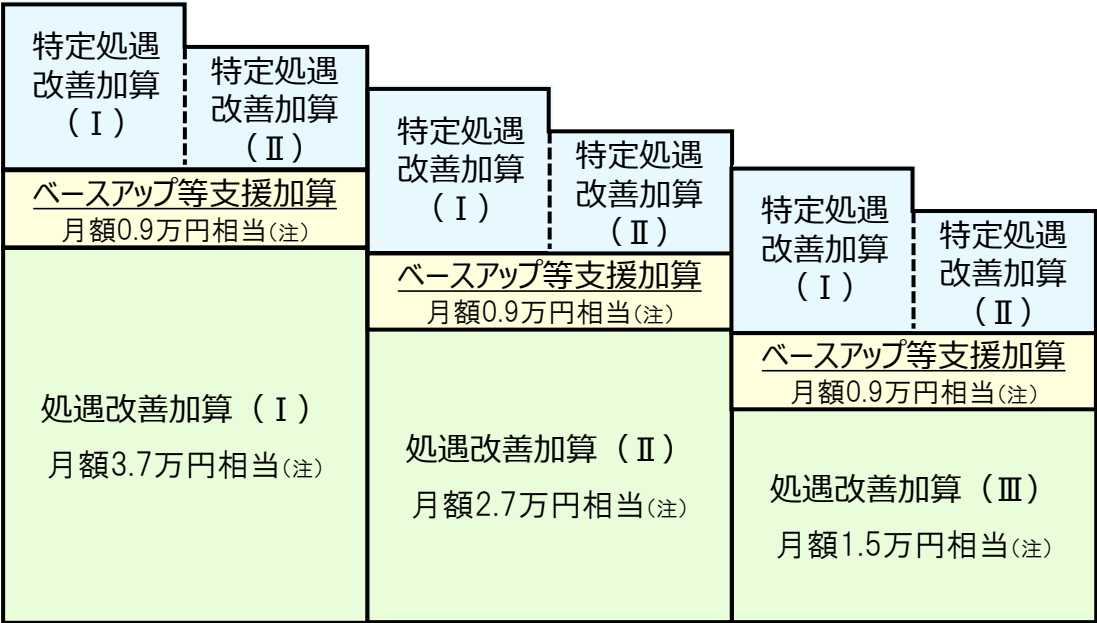 特定処遇
改善加算
（Ⅰ）
特定処遇
改善加算
（Ⅱ）
ベースアップ等支援加算
月額0.9万円相当(注)
処遇改善加算（Ⅰ）
月額3.7万円相当(注)
特定処遇
改善加算
（Ⅰ）
特定処遇
改善加算
（Ⅱ）
ベースアップ等支援加算
月額0.9万円相当(注)
処遇改善加算（Ⅱ）
月額2.7万円相当(注)
特定処遇
改善加算
（Ⅰ）
特定処遇
改善加算
（Ⅱ）
ベースアップ等支援加算
月額0.9万円相当(注)
処遇改善加算（Ⅲ）
月額1.5万円相当(注)